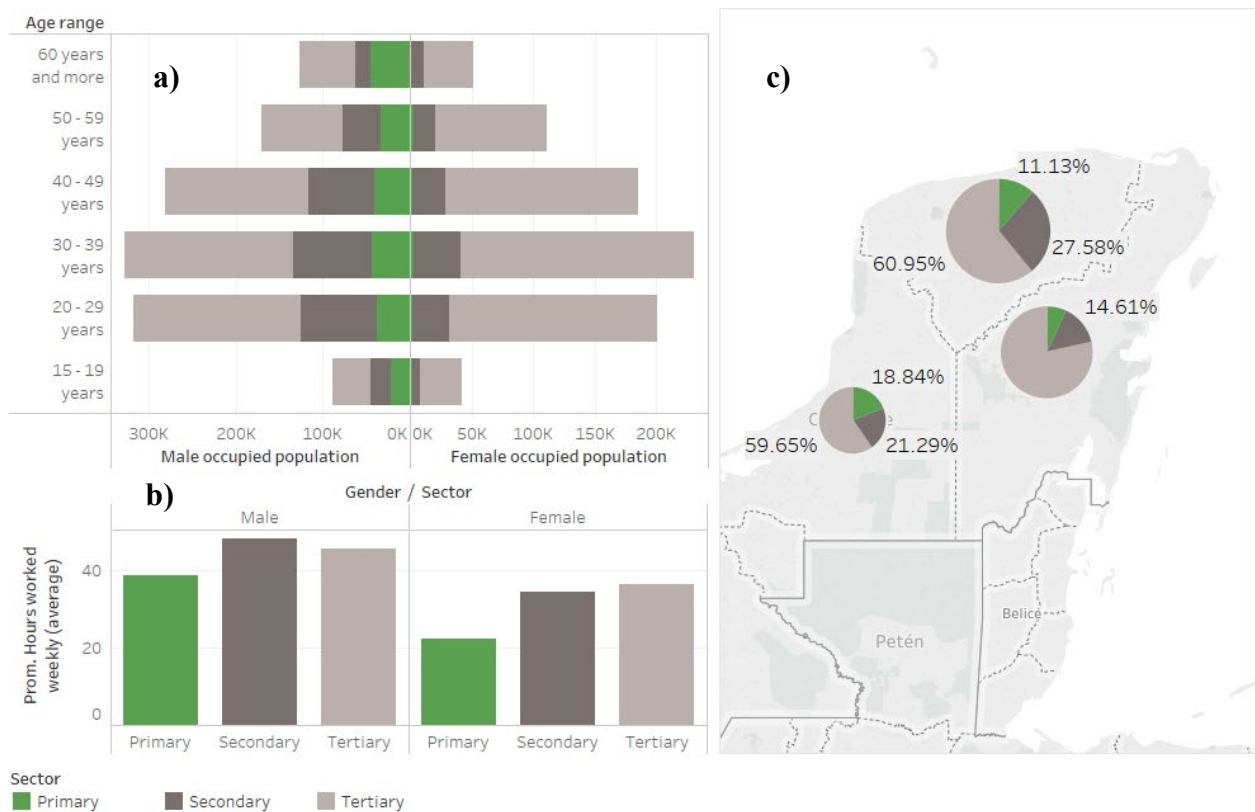 Age range
a)
60 years
and more
50 - 59
years
40 - 49
years
30 - 39
years
20 - 29
years
15 - 19
years
300K 200K 100K 0K 0K 50K 100K 150K 200K
Male occupied population Female occupied population
b)
Gender / Sector
Male Female
Prom. Hours worked
weekly (average)
40
20
0
Primary Secondary Tertiary Primary Secondary Tertiary
Sector
Primary Secondary Tertiary
c)
11.13%
27.58%
60.95%
14.61%
18.84%
59.65% 21.29%
Belice
Petén